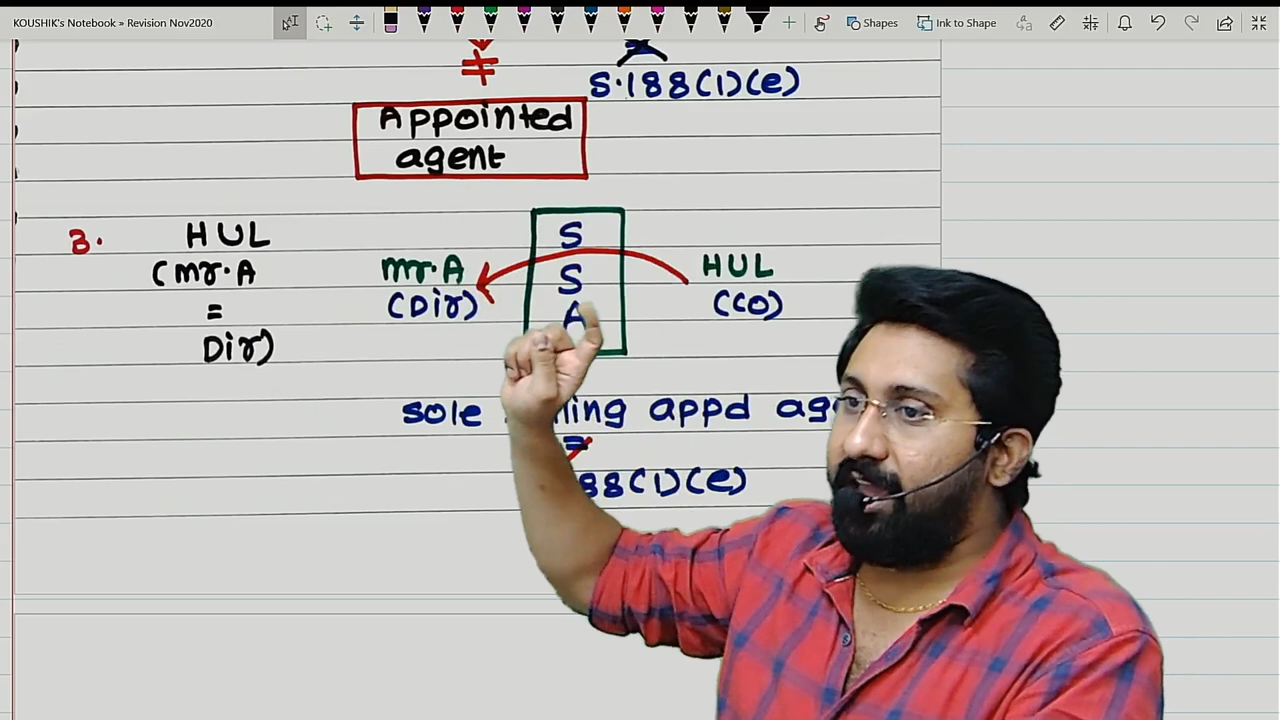 KOUSHIK's Notebook » Revision Nov2020
Shapes
Ink to Shape
S.188(1)(e)
Appointed
agent
3.
HUL
(mr.A
=
Dir)
mr.A
(Dir)
S
S
A
HUL
(CO)
sole appd
=
88(1)(e)